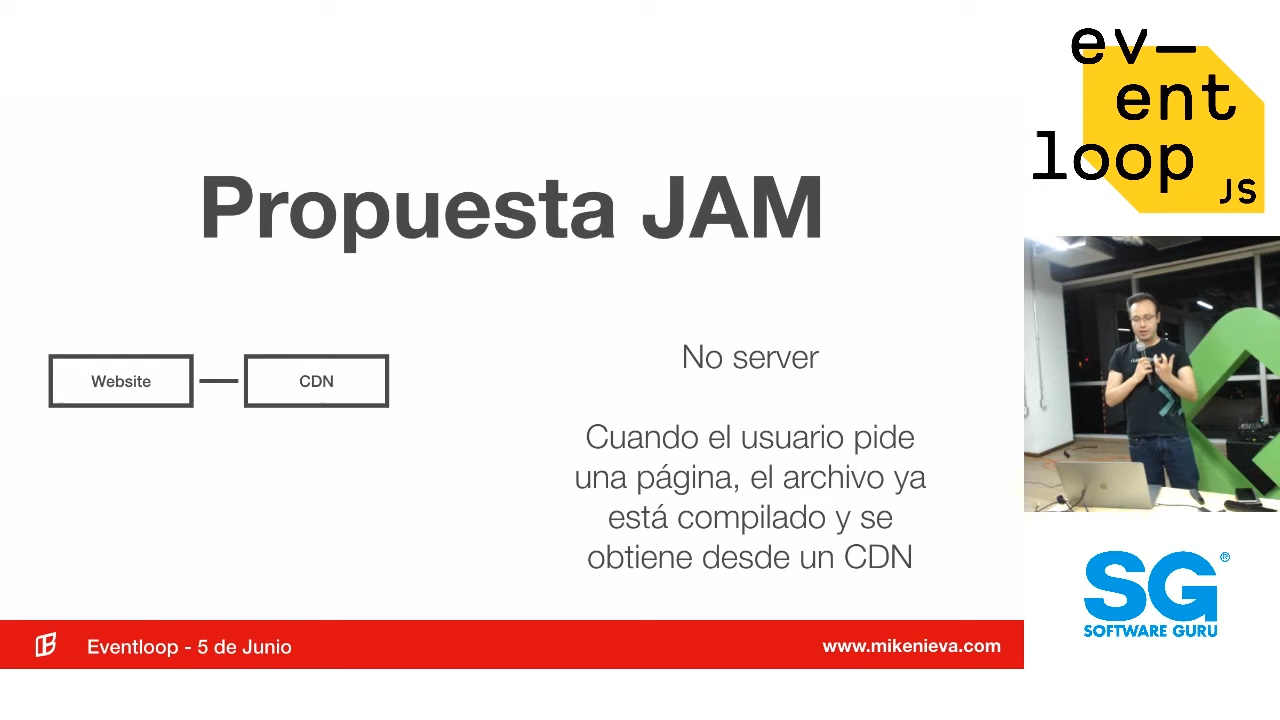 Propuesta JAM
Website
CDN
No server
Cuando el usuario pide
una página, el archivo ya
está compilado y se
obtiene desde un CDN
Eventloop - 5 de Junio
www.mikenieva.com
ev—
ent
loop
JS
SG®
SOFTWARE GURU